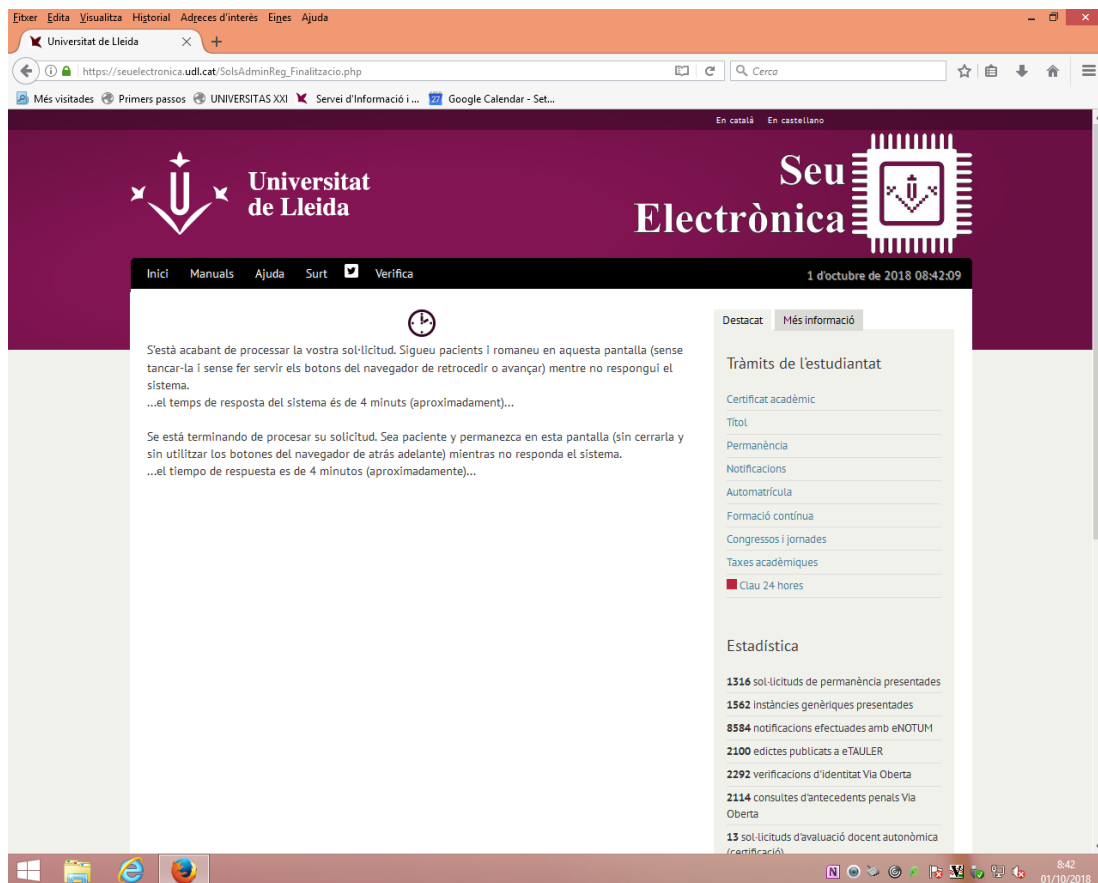 Fitxer Edita Visualitza Historial Adreces d'interès Eines Ajuda
Universitat de Lleida
https://seuelectronica.udl.cat/SolsAdminReg_Finalitzacio.php
Cerca
Més visitades Primers passos UNIVERSITAS XXI Servei d'Informació i ... 27 Google Calendar - Set...
En català En castellano
Universitat
de Lleida
Seu
Electrònica
Inici Manuals Ajuda Surt Verifica
1 d'octubre de 2018 08:42:09
S'està acabant de processar la vostra sol·licitud. Sigueu pacients i romaneu en aquesta pantalla (sense
tancar-la i sense fer servir els botons del navegador de retrocedir o avançar) mentre no respongui el
sistema.
...el temps de resposta del sistema és de 4 minuts (aproximadament)...
Se está terminando de procesar su solicitud. Sea paciente y permanezca en esta pantalla (sin cerrarla y
sin utilitzar los botones del navegador de atrás adelante) mientras no responda el sistema.
...el tiempo de respuesta es de 4 minutos (aproximadamente)...
Destacat Més informació
Tràmits de l'estudiantat
Certificat acadèmic
Títol
Permanència
Notificacions
Automatrícula
Formació contínua
Congressos i jornades
Taxes acadèmiques
Clau 24 hores
Estadística
1316 sol·licituds de permanència presentades
1562 instàncies genèriques presentades
8584 notificacions efectuades amb eNOTUM
2100 edictes publicats a eTAULER
2292 verificacions d'identitat Via Oberta
2114 consultes d'antecedents penals Via
Oberta
13 sol·licituds d'avaluació docent autonòmica
(certificació)
N
8:42
01/10/2018